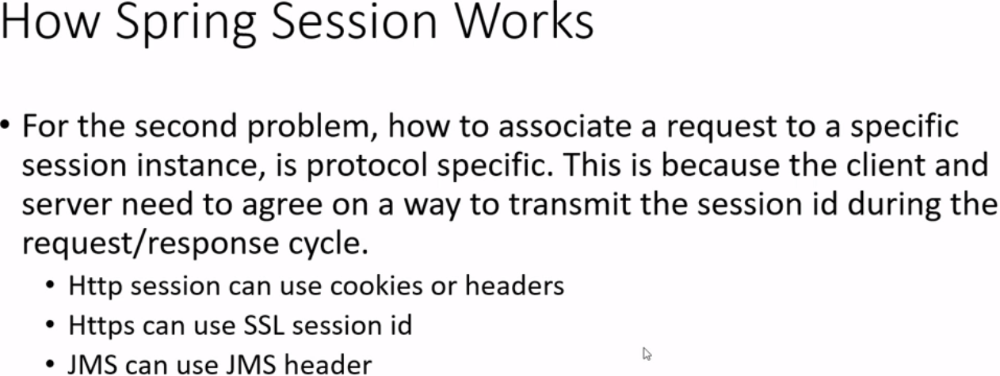 How Spring Session Works
• For the second problem, how to associate a request to a specific
session instance, is protocol specific. This is because the client and
server need to agree on a way to transmit the session id during the
request/response cycle.
• Http session can use cookies or headers
• Https can use SSL session id
• JMS can use JMS header